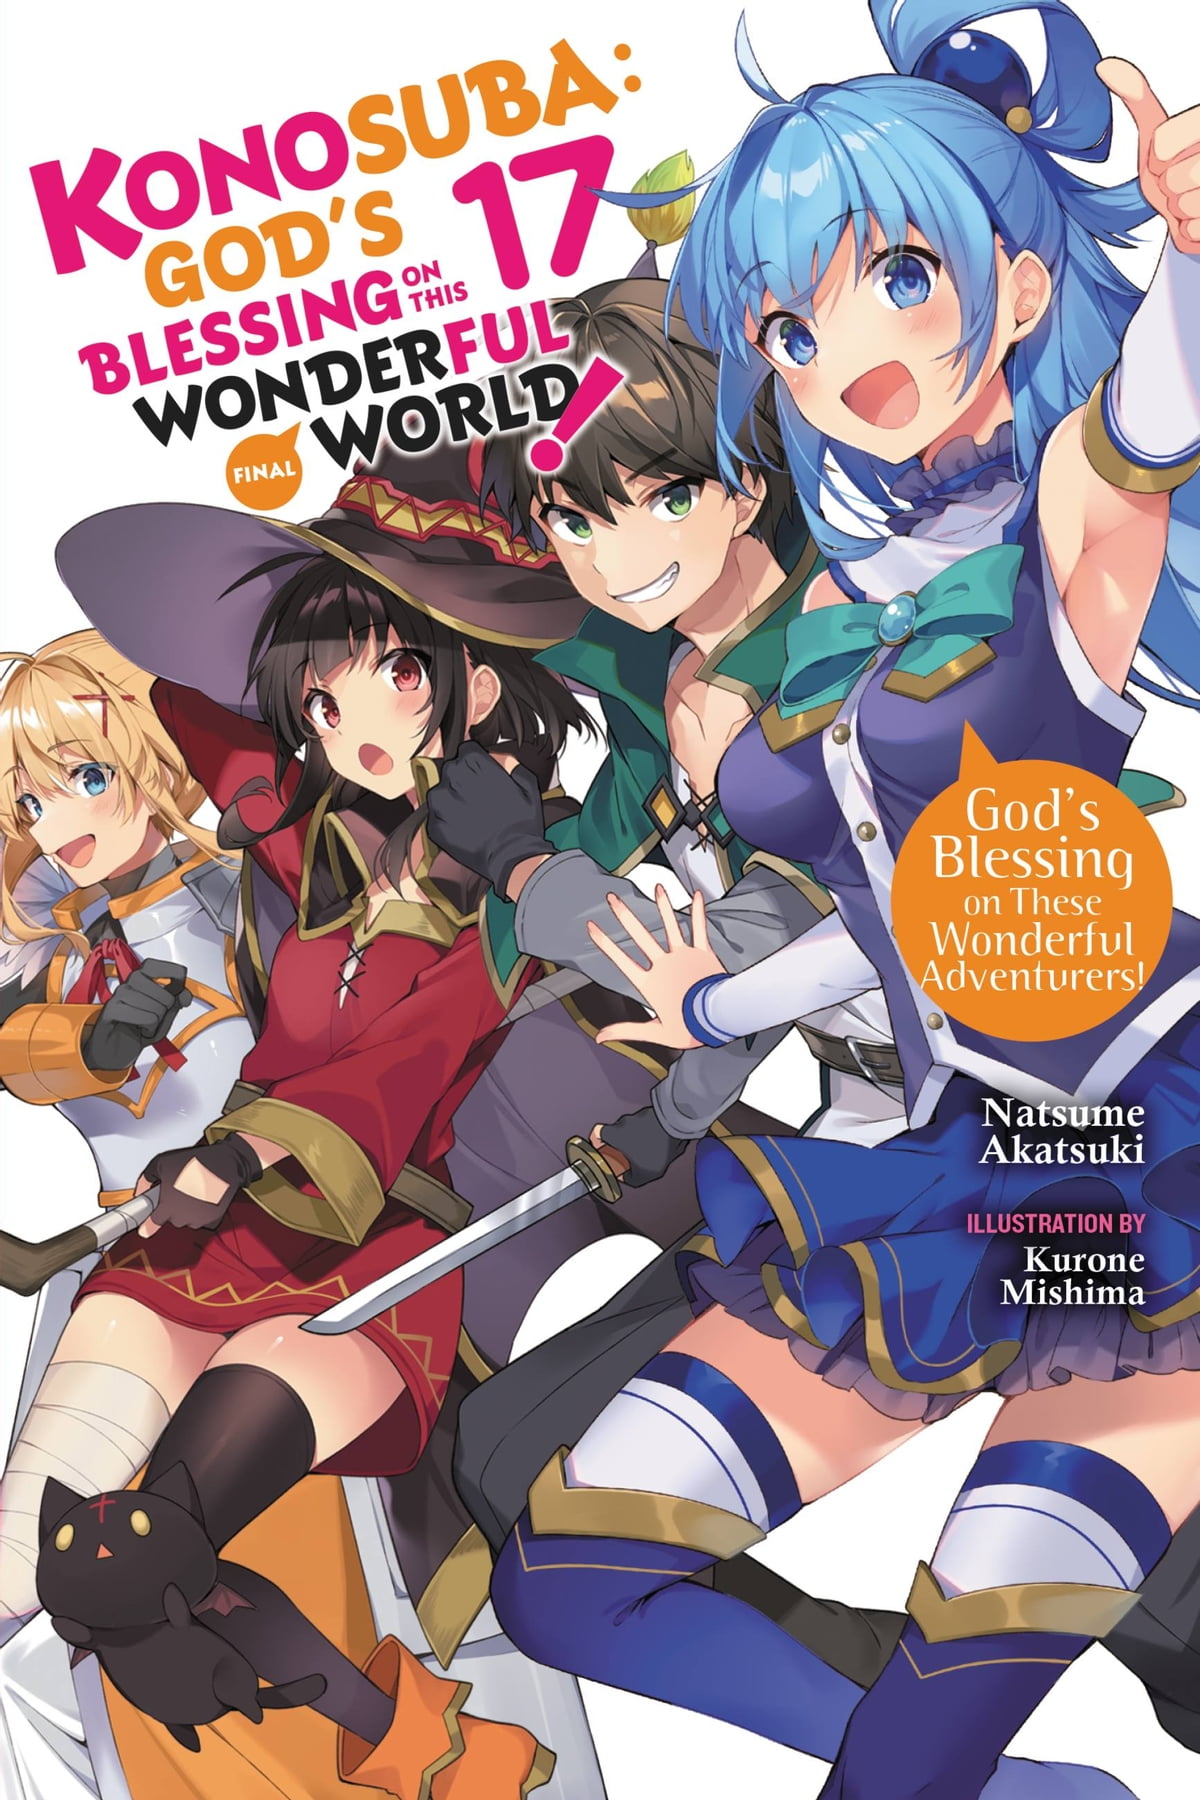 KONOSUBA:
GOD'S
BLESSING ON THIS
WONDERFUL
WORLD!
17
FINAL
God's
Blessing
on These
Wonderful
Adventurers!
Natsume
Akatsuki
ILLUSTRATION BY
Kurone
Mishima